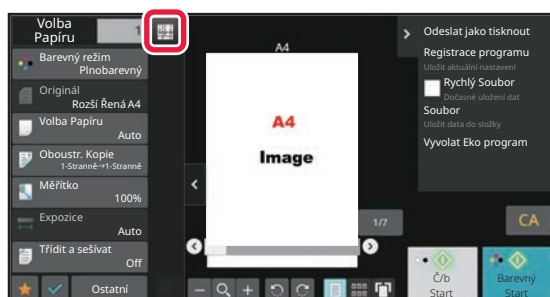 Volba
Papíru
1
Barevný režim
Plnobarevný
Originál
Rozší Řená A4
Volba Papíru
Auto
Oboustr. Kopie
1-Stranně→1-Stranně
Měřítko
100%
Expozice
Auto
Třídit a sešívat
Off
Ostatní
A4
A4
Image
1/7
Odeslat jako tisknout
Registrace programu
Uložit aktuální nastavení
Rychlý Soubor
Dočasné uložení dat
Soubor
Uložit data do složky
Vyvolat Eko program
CA
Č/b
Start
Barevný
Start